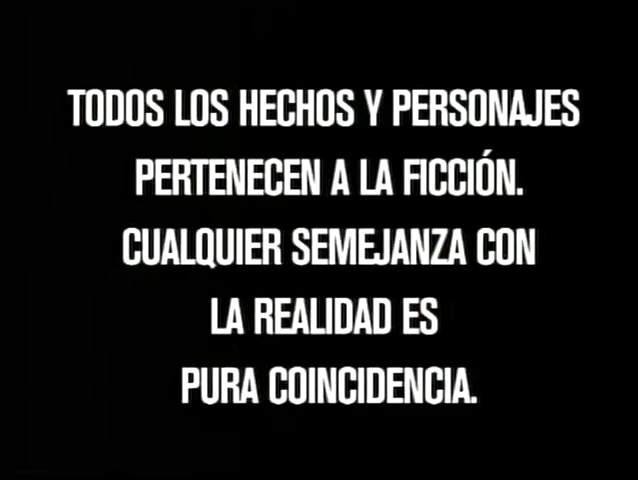 TODOS LOS HECHOS Y PERSONAJES
PERTENECEN A LA FICCIÓN.
CUALQUIER SEMEJANZA CON
LA REALIDAD ES
PURA COINCIDENCIA.